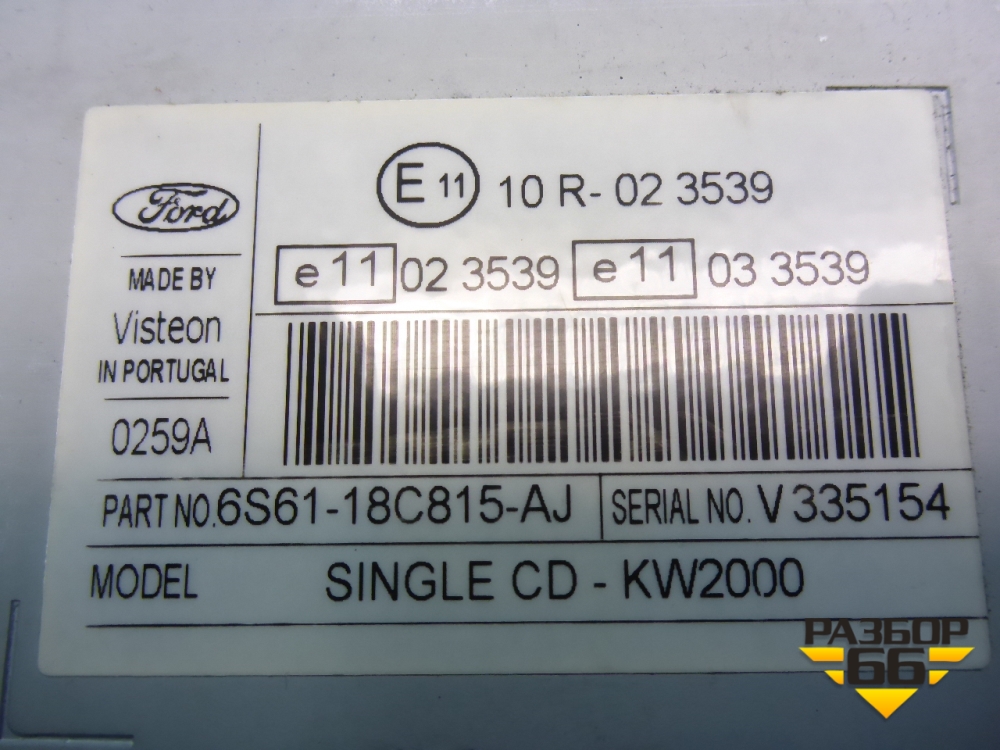 Ford
MADE BY
Visteon
IN PORTUGAL
0259A
E 11 10 R- 02 3539
e 11 02 3539 e 11 03 3539
PART NO. 6S61-18C815-AJ
SERIAL NO. V 335154
MODEL SINGLE CD - KW2000
РАЗБОР
66